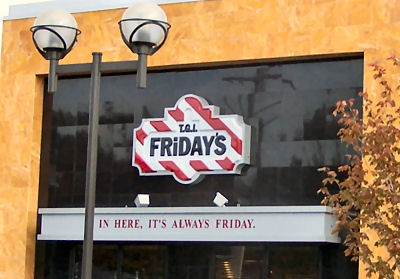 T.G.I.
FRiDAY'S
IN HERE, IT'S ALWAYS FRIDAY.